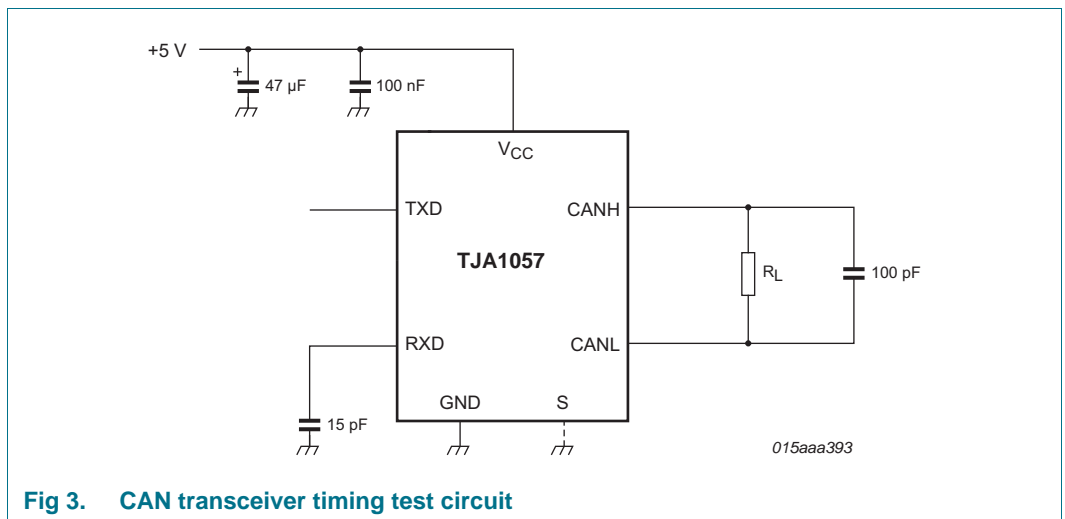 +5 V
+
47 µF
100 nF
VCC
TXD
CANH
TJA1057
RL
100 pF
RXD
CANL
GND
S
15 pF
015aaa393
Fig 3. CAN transceiver timing test circuit